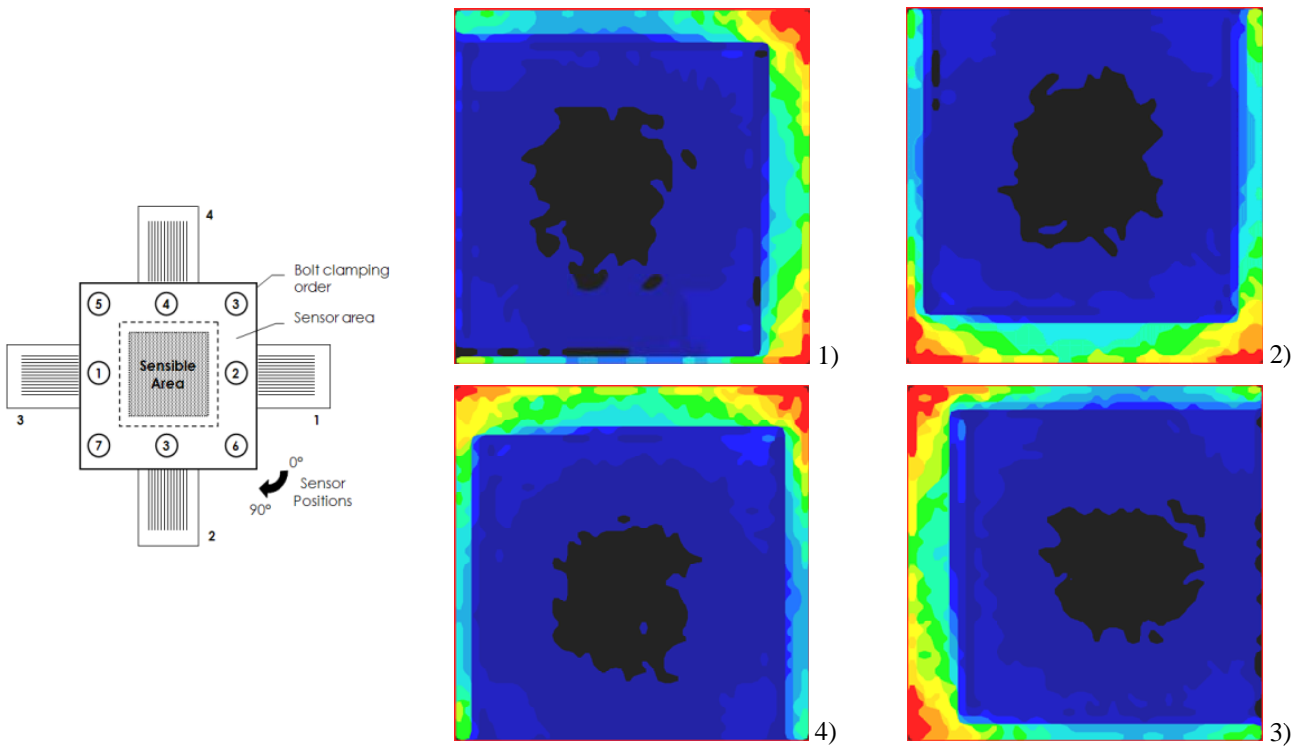 4
Bolt clamping
order
5
4
3
Sensor area
Sensible
Area
1
2
3
1
7
3
6
0°
Sensor
Positions
90°
2
1)
2)
4)
3)